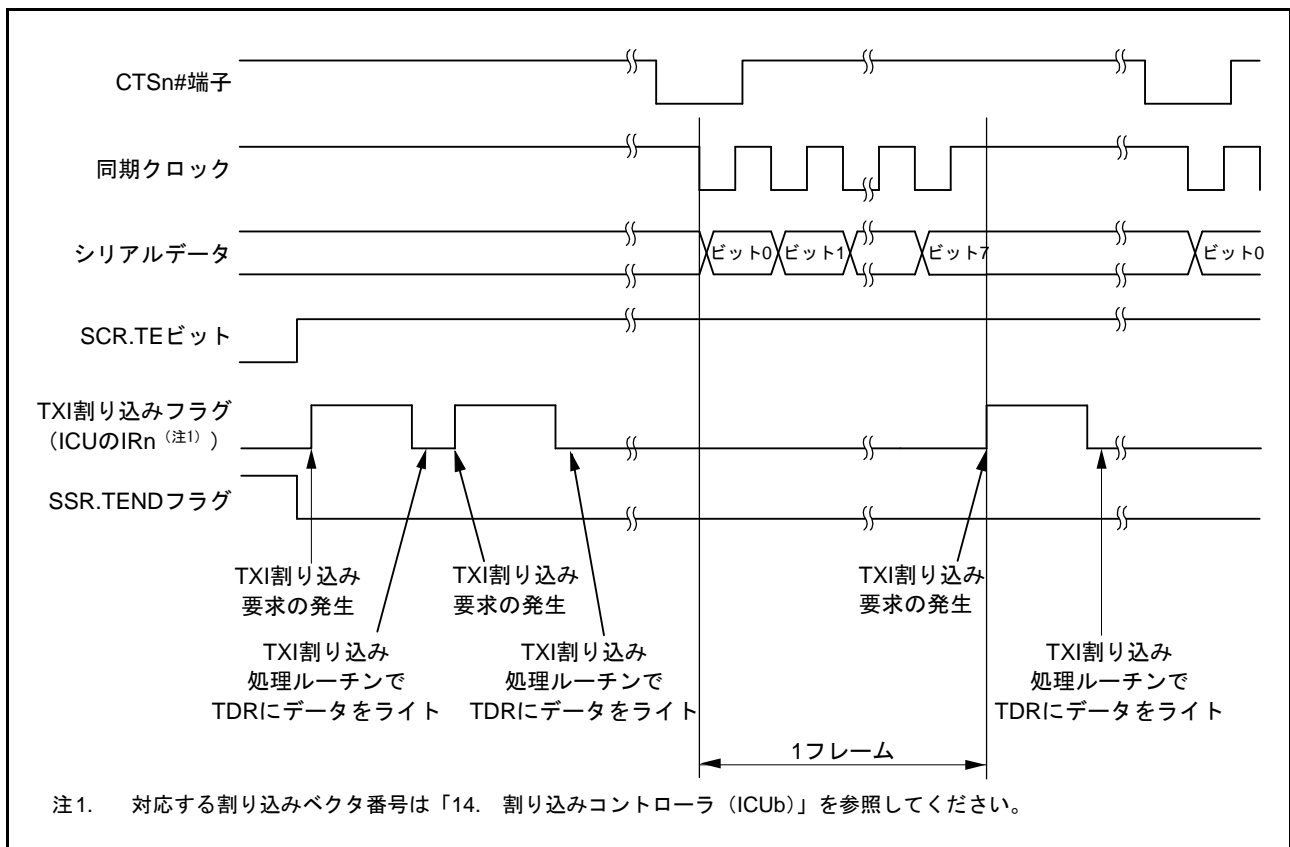 CTSn#端子
同期クロック
シリアルデータ
ビット0 ビット1 ビット7 ビット0
SCR.TEビット
TXI割り込みフラグ
（ICUのIRn（注1））
SSR.TENDフラグ
TXI割り込み
要求の発生
TXI割り込み
要求の発生
TXI割り込み
要求の発生
TXI割り込み
処理ルーチンで
TDRにデータをライト
TXI割り込み
処理ルーチンで
TDRにデータをライト
TXI割り込み
処理ルーチンで
TDRにデータをライト
1フレーム
注1. 対応する割り込みベクタ番号は「14. 割り込みコントローラ（ICUb）」を参照してください。